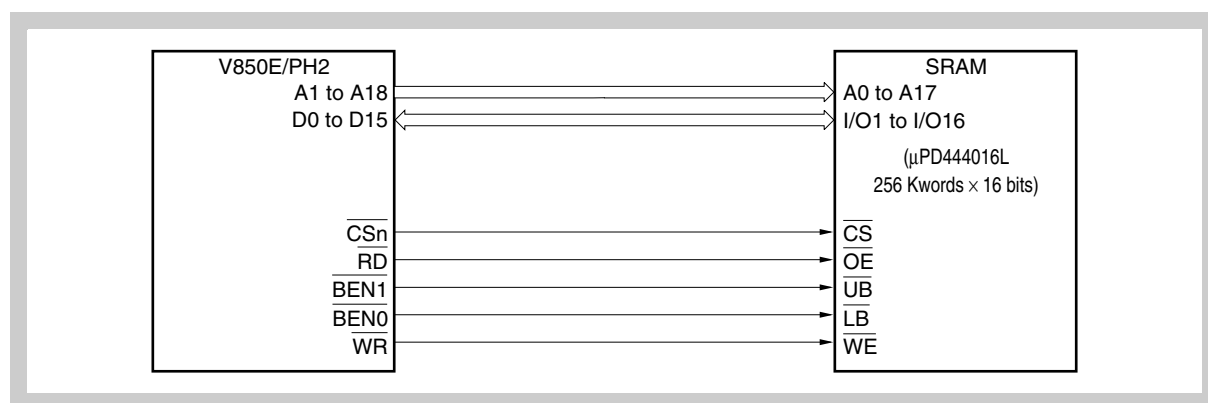 V850E/PH2
A1 to A18
D0 to D15
CSn
RD
BEN1
BEN0
WR
SRAM
A0 to A17
I/O1 to I/O16
(μPD444016L
256 Kwords × 16 bits)
CS
OE
UB
LB
WE